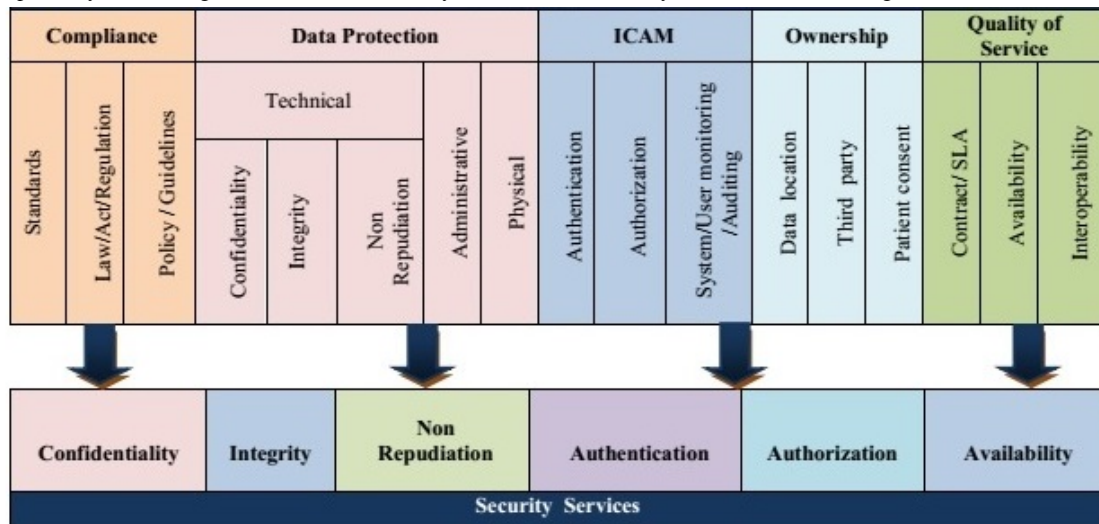 Compliance
Data Protection
ICAM
Ownership
Quality of
Service
Standards
Law/Act/Regulation
Policy / Guidelines
Technical
Confidentiality
Integrity
Non
Repudiation
Administrative
Physical
Authentication
Authorization
System/User monitoring
/Auditing
Data location
Third party
Patient consent
Contract/ SLA
Availability
Interoperability
Confidentiality
Integrity
Non
Repudiation
Authentication
Authorization
Availability
Security Services